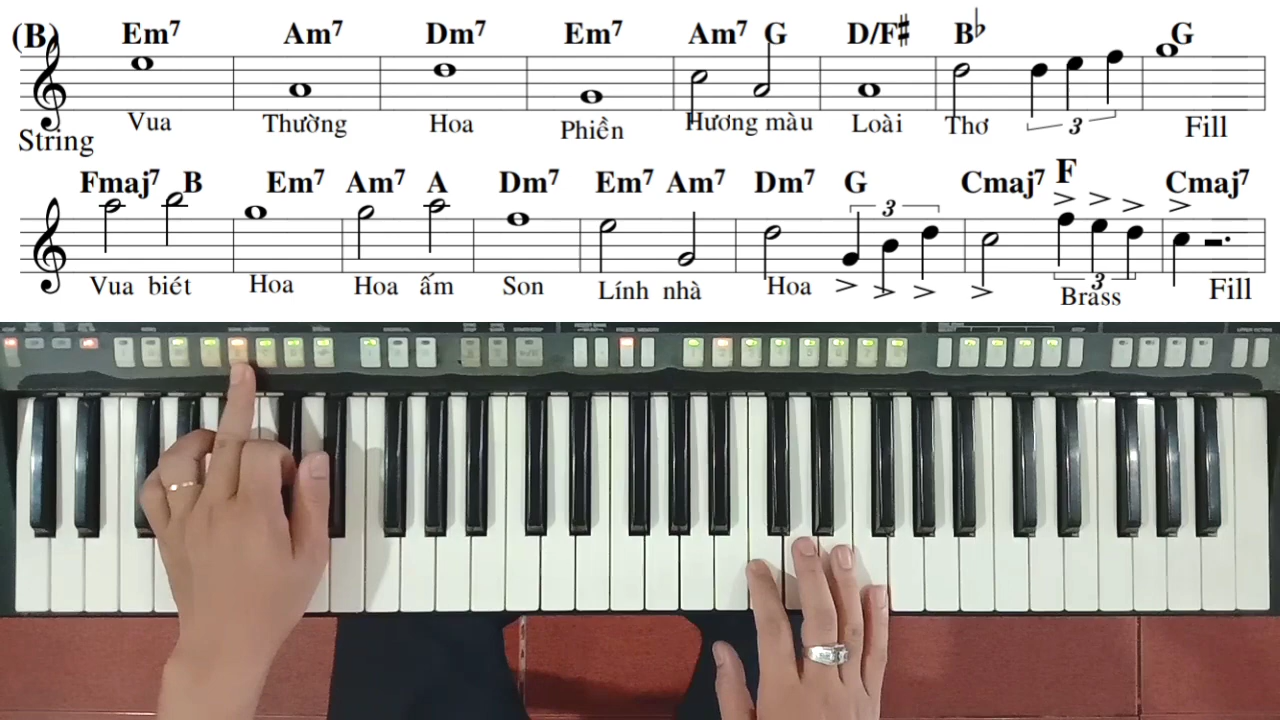 (B) Em7 Am7 Dm7 Em7 Am7 G D/F♯ B♭ G
Vua Thường Hoa Phiền Hương màu Loài Thơ 3 Fill
String
Fmaj7 B Em7 Am7 A Dm7 Em7 Am7 Dm7 G Cmaj7 F Cmaj7
3
Vua biết Hoa Hoa ấm Son Lính nhà Hoa 3 Brass Fill